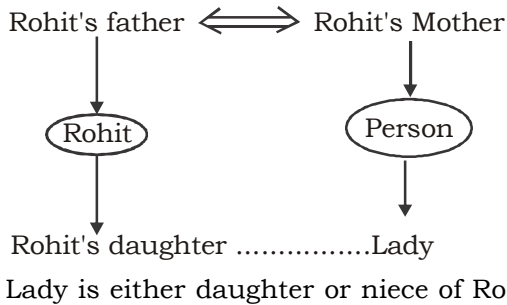 Rohit's father Rohit's Mother
Rohit Person
Rohit's daughter ................Lady
Lady is either daughter or niece of Ro